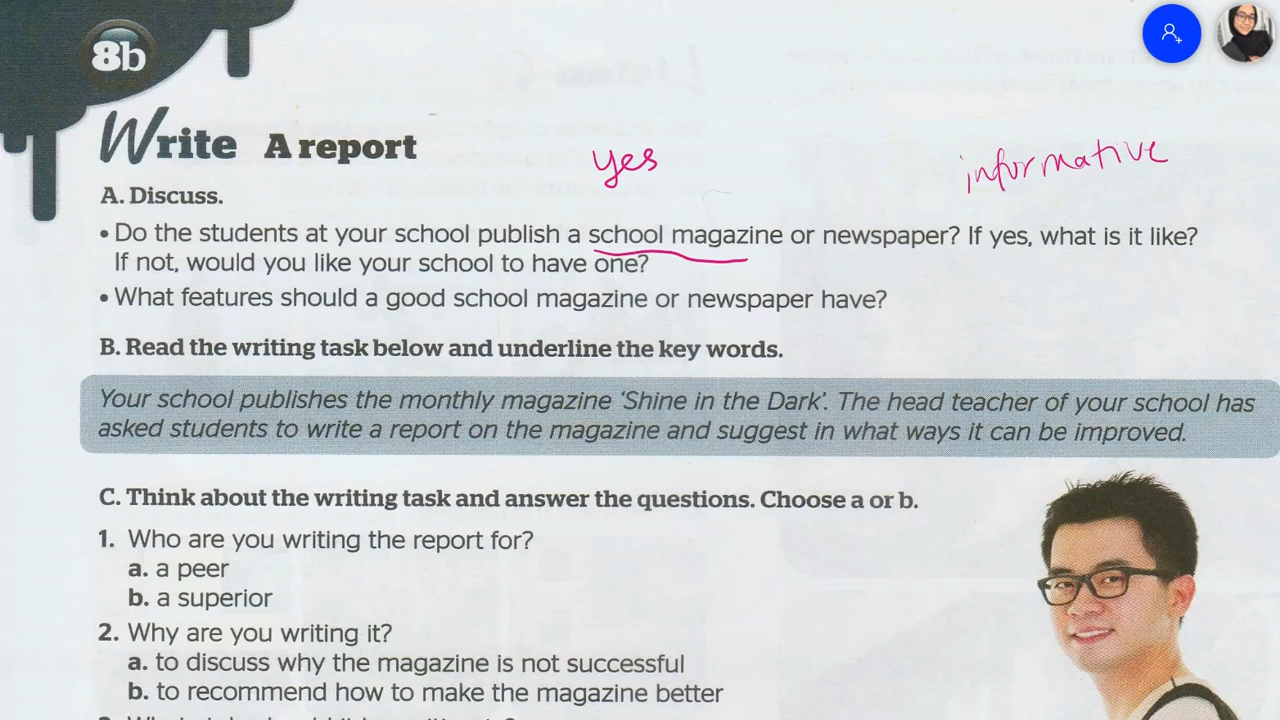 8b
Write A report
yes
informative
A. Discuss.
• Do the students at your school publish a school magazine or newspaper? If yes, what is it like?
If not, would you like your school to have one?
• What features should a good school magazine or newspaper have?
B. Read the writing task below and underline the key words.
Your school publishes the monthly magazine ‘Shine in the Dark’. The head teacher of your school has
asked students to write a report on the magazine and suggest in what ways it can be improved.
C. Think about the writing task and answer the questions. Choose a or b.
1. Who are you writing the report for?
a. a peer
b. a superior
2. Why are you writing it?
a. to discuss why the magazine is not successful
b. to recommend how to make the magazine better